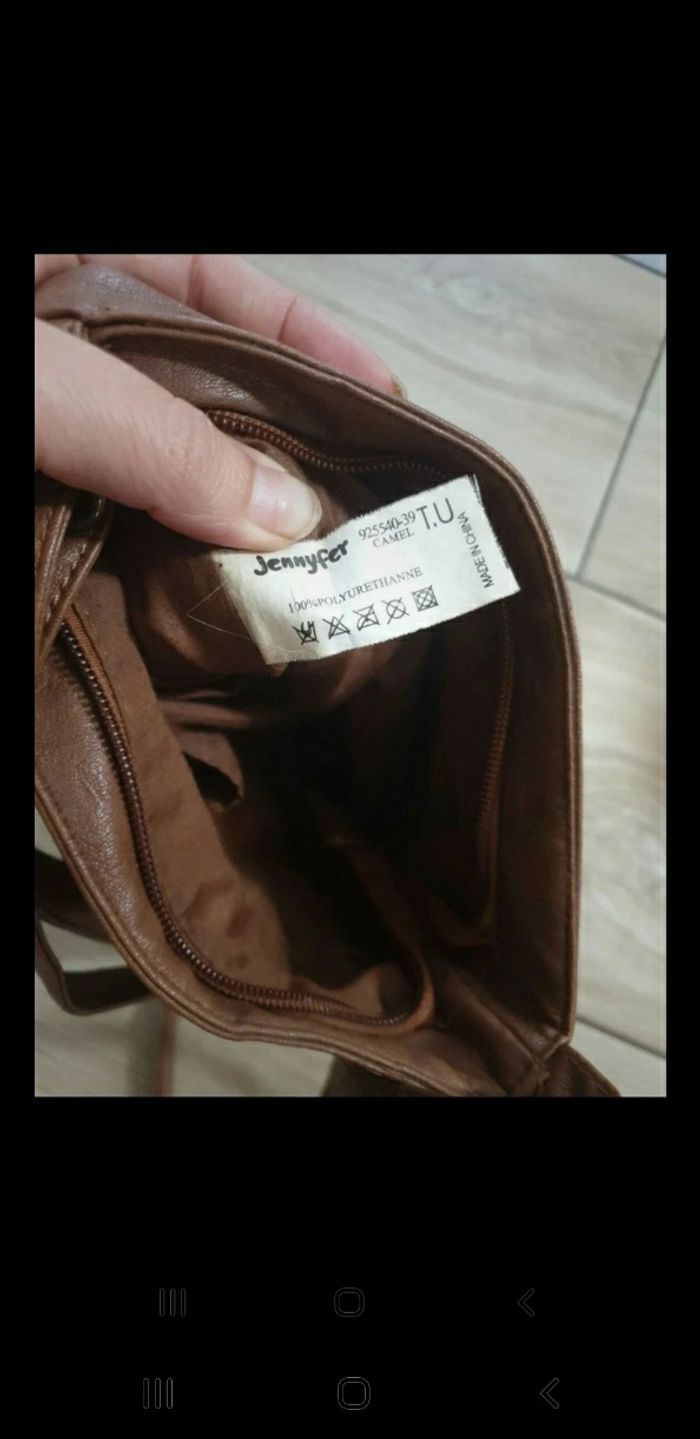 Jennyfer
925540-39 T.U
CAMEL
MADE IN CHINA
100%POLYURETHANNE